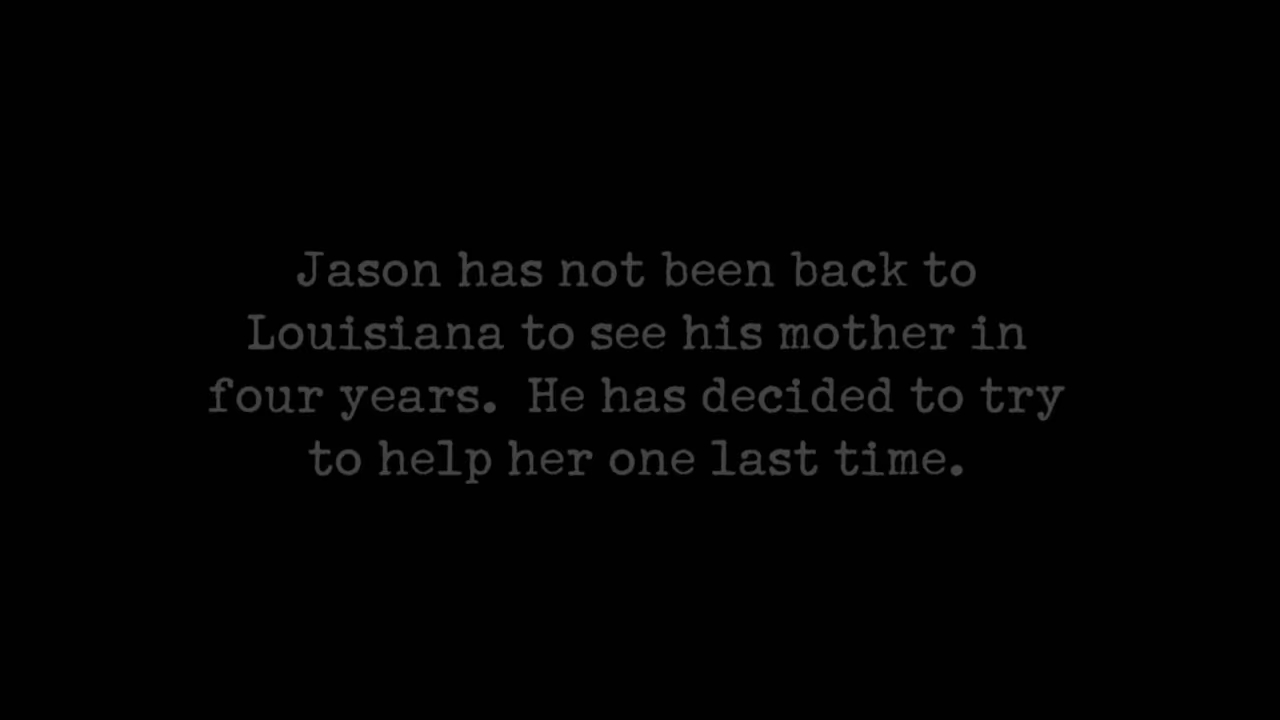 Jason has not been back to
Louisiana to see his mother in
four years.  He has decided to try
to help her one last time.